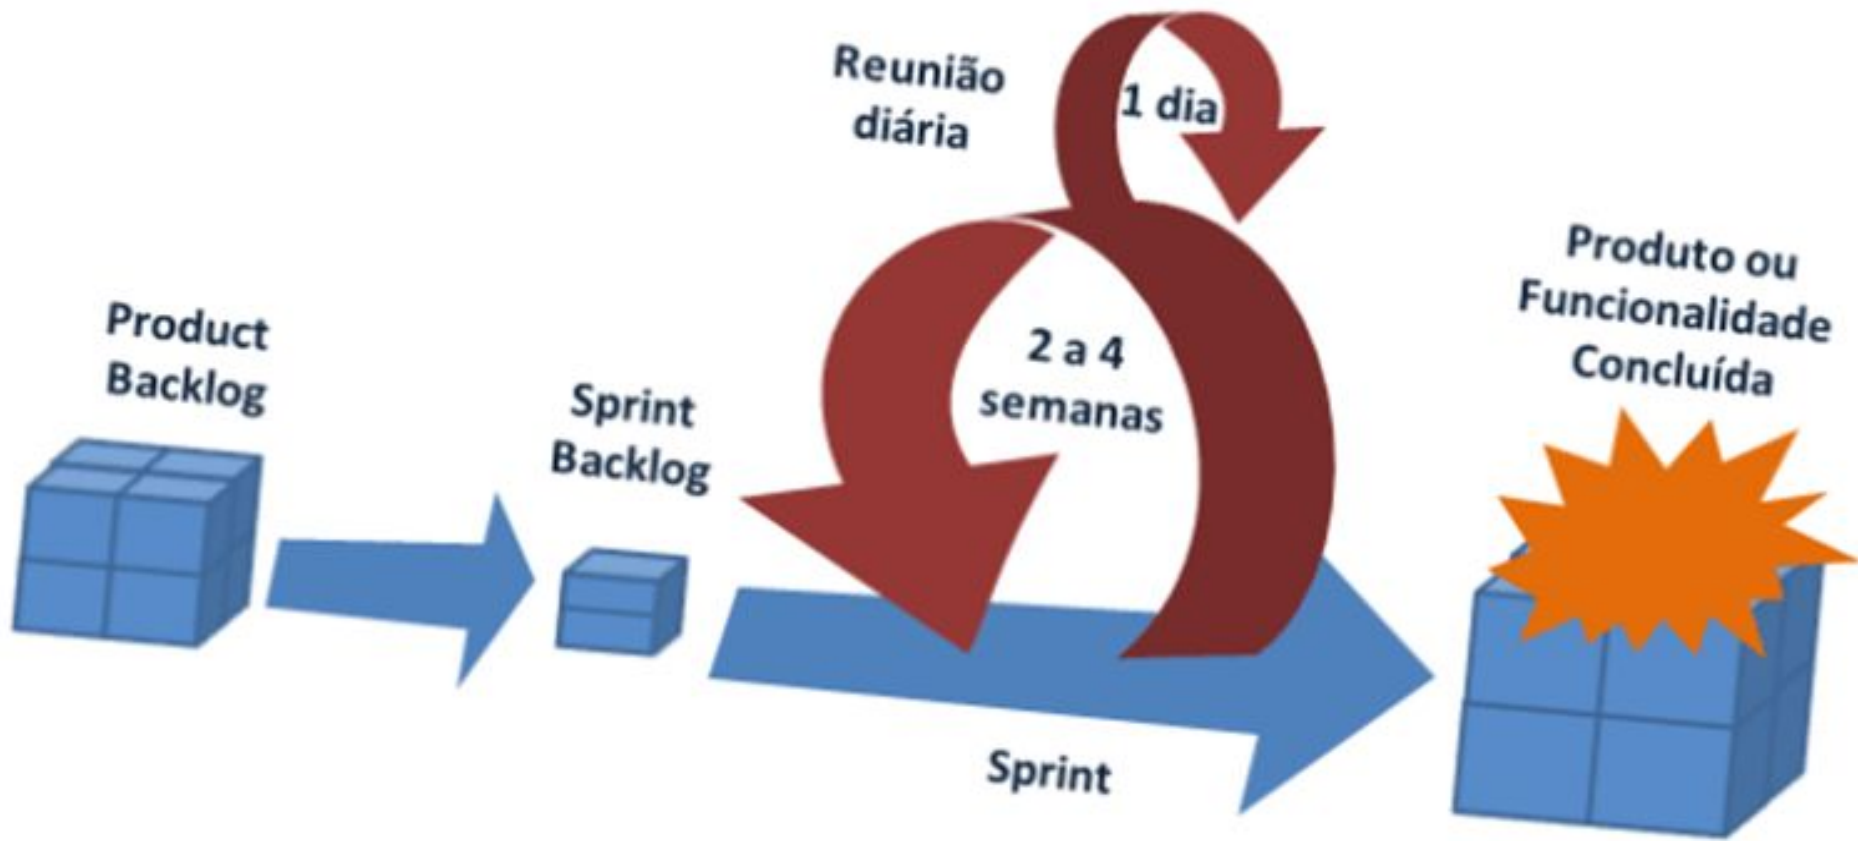 Product
Backlog
Sprint
Backlog
Reunião
diária
1 dia
2 a 4
semanas
Sprint
Produto ou
Funcionalidade
Concluída